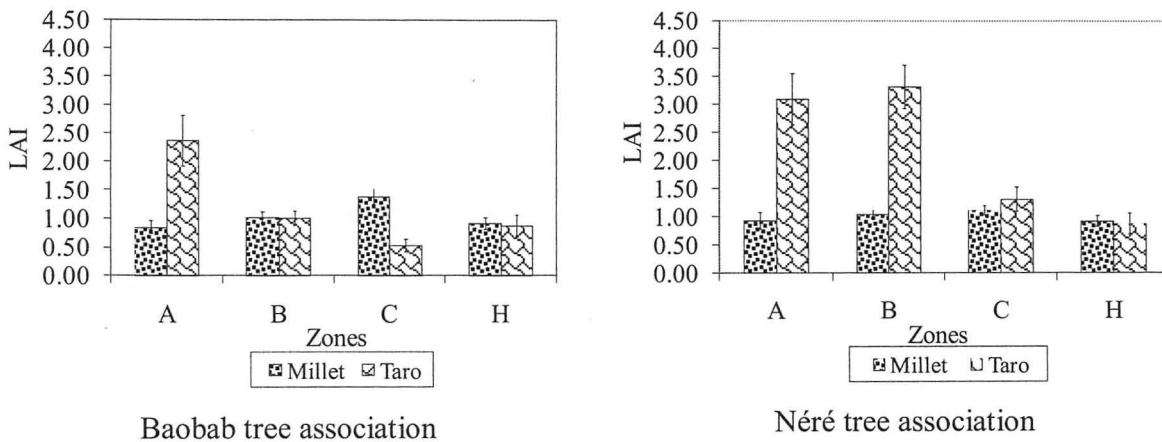 4.50
4.00
3.50
3.00
2.50
2.00
1.50
1.00
0.50
0.00
LAI
A B C H
Zones
Millet Taro
Baobab tree association
4.50
4.00
3.50
3.00
2.50
2.00
1.50
1.00
0.50
0.00
LAI
A B C H
Zones
Millet Taro
Néré tree association